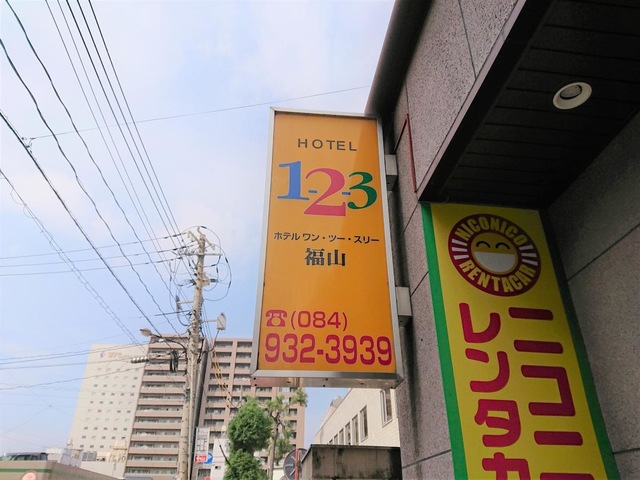 HOTEL
1-2-3
ホテル ワン・ツー・スリー
福山
☎(084)
932-3939
NICONICO
RENTACAR
ニコニコ
レンタカ